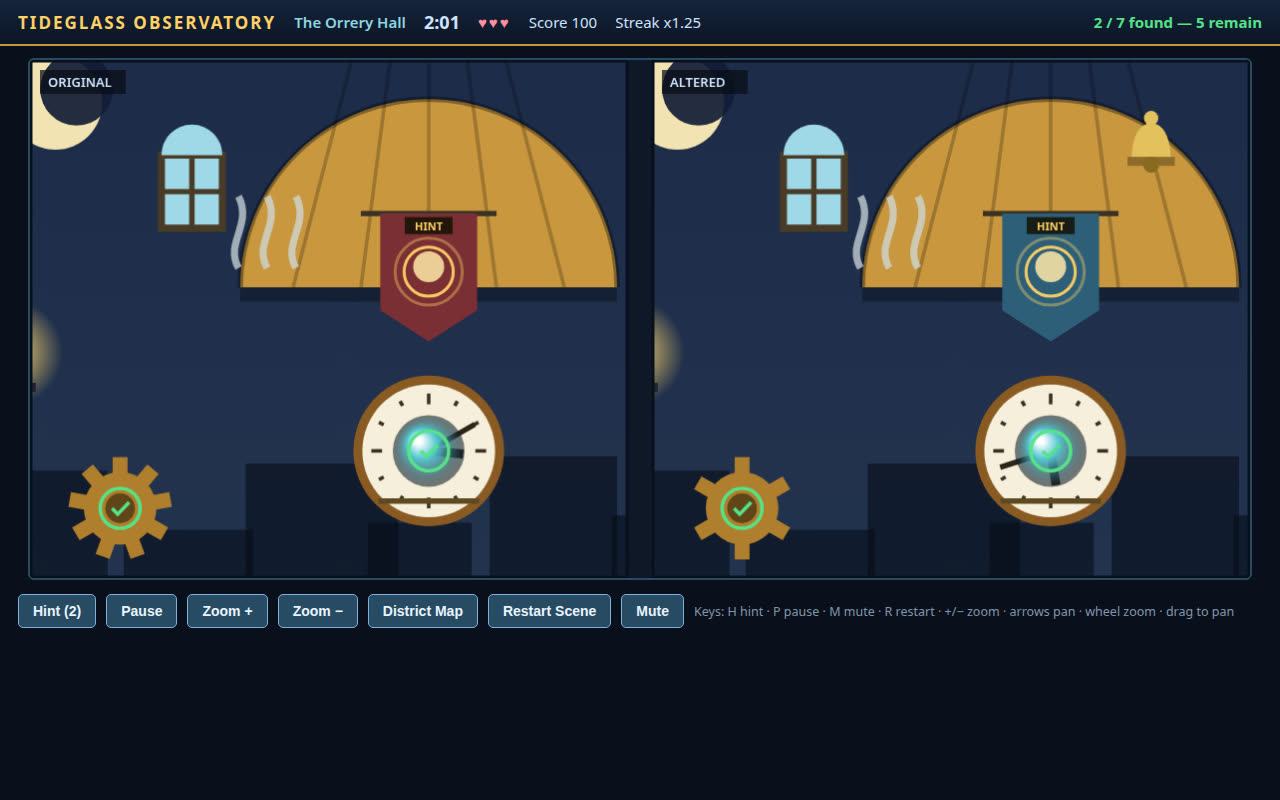 TIDEGLASS OBSERVATORY The Orrery Hall 2:01 ♥♥♥ Score 100 Streak x1.25 2 / 7 found — 5 remain
ORIGINAL ALTERED
HINT HINT
Hint (2) Pause Zoom + Zoom − District Map Restart Scene Mute Keys: H hint · P pause · M mute · R restart · +/− zoom · arrows pan · wheel zoom · drag to pan